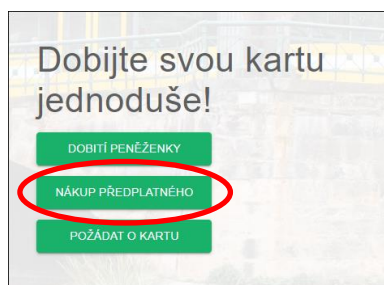 Dobijte svou kartu
jednoduše!
DOBITÍ PENĚŽENKY
NÁKUP PŘEDPLATNÉHO
POŽÁDAT O KARTU